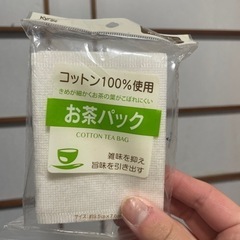 コットン100%使用
きめが細かくお茶の葉がこぼれにくい
お茶パック
COTTON TEA BAG
雑味を抑え
旨味を引き出す